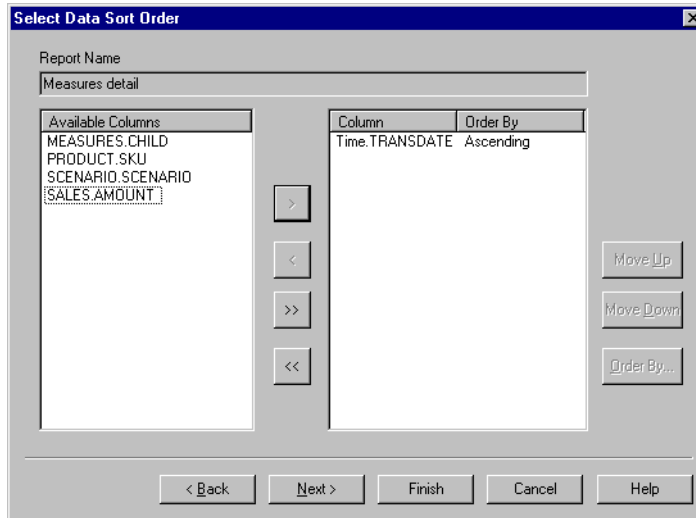 Select Data Sort Order
Report Name
Measures detail
Available Columns
MEASURES.CHILD
PRODUCT.SKU
SCENARIO.SCENARIO
SALES.AMOUNT
>
<
>>
<<
Column Order By
Time.TRANSDATE Ascending
Move Up
Move Down
Order By...
< Back Next > Finish Cancel Help